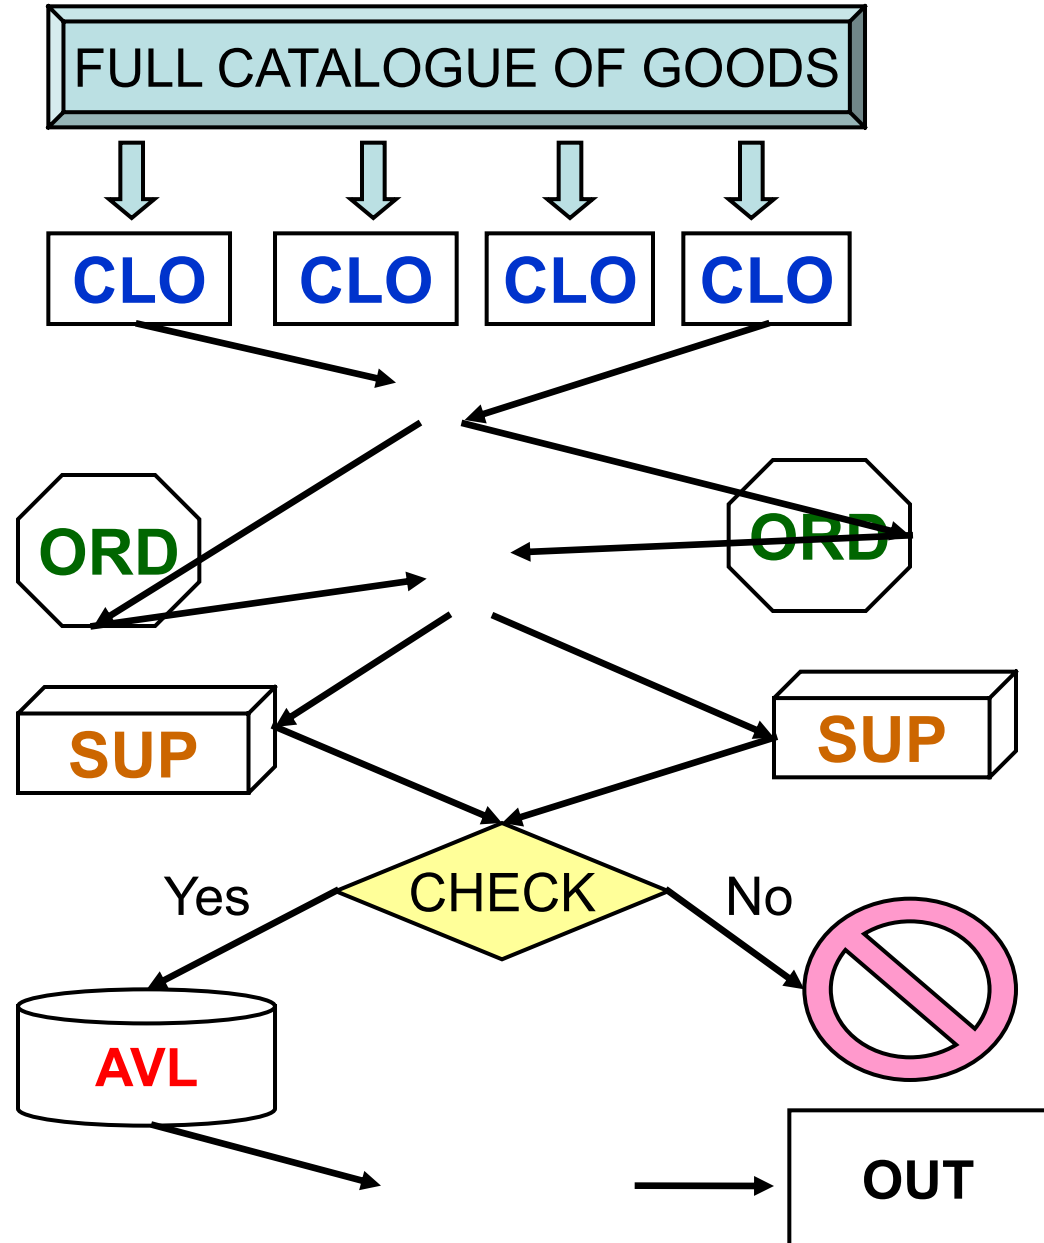 FULL CATALOGUE OF GOODS
CLO CLO CLO CLO
ORD ORD
SUP SUP
CHECK
Yes No
AVL
OUT